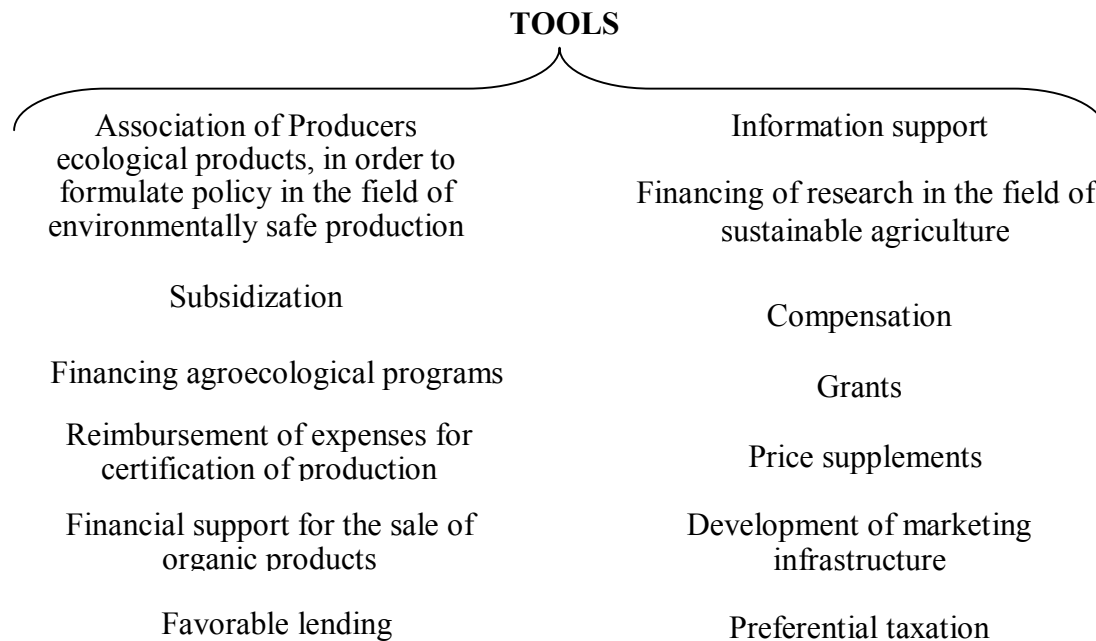 TOOLS
Association of Producers
ecological products, in order to
formulate policy in the field of
environmentally safe production
Subsidization
Financing agroecological programs
Reimbursement of expenses for
certification of production
Financial support for the sale of
organic products
Favorable lending
Information support
Financing of research in the field of
sustainable agriculture
Compensation
Grants
Price supplements
Development of marketing
infrastructure
Preferential taxation